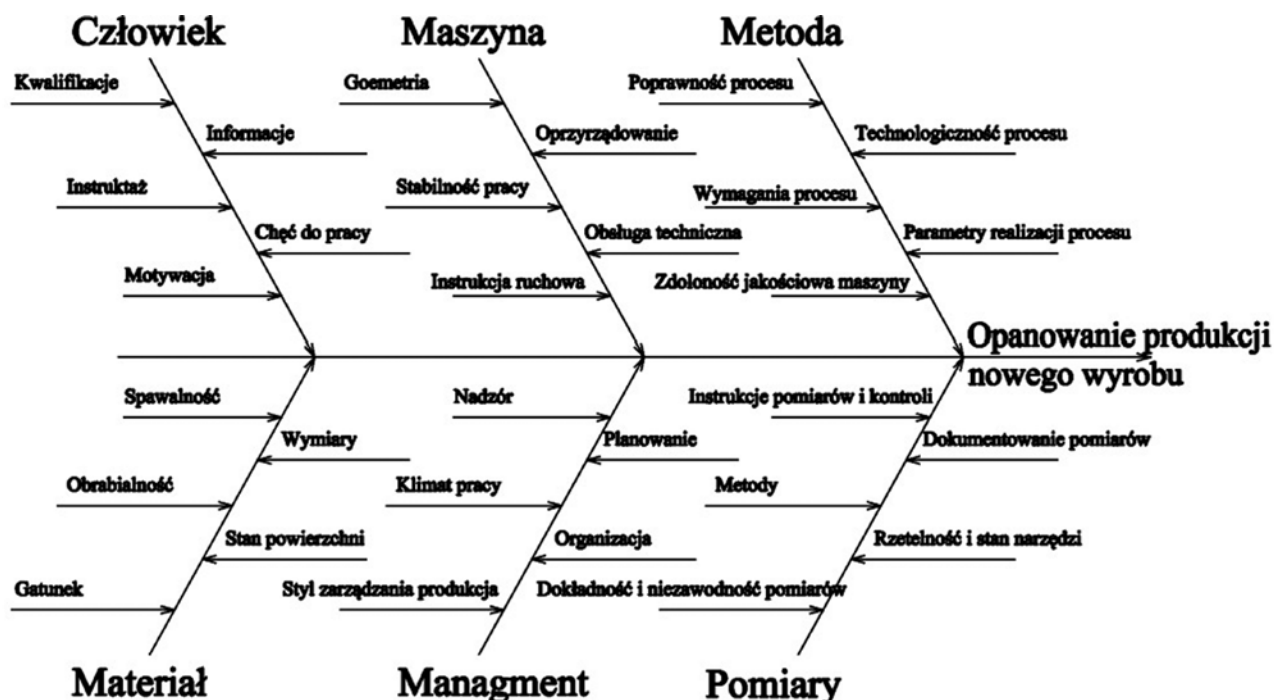 Człowiek
Maszyna
Metoda
Kwalifikacje
Goemetria
Poprawność procesu
Informacje
Oprzyrządowanie
Technologiczność procesu
Instruktaż
Stabilność pracy
Wymagania procesu
Chęć do pracy
Obsługa techniczna
Parametry realizacji procesu
Motywacja
Instrukcja ruchowa
Zdoloność jakościowa maszyny
Opanowanie produkcji
nowego wyrobu
Spawalność
Nadzór
Instrukcje pomiarów i kontroli
Wymiary
Planowanie
Dokumentowanie pomiarów
Obrabialność
Klimat pracy
Metody
Stan powierzchni
Organizacja
Rzetelność i stan narzędzi
Gatunek
Styl zarządzania produkcja
Dokładność i niezawodność pomiarów
Materiał
Managment
Pomiary